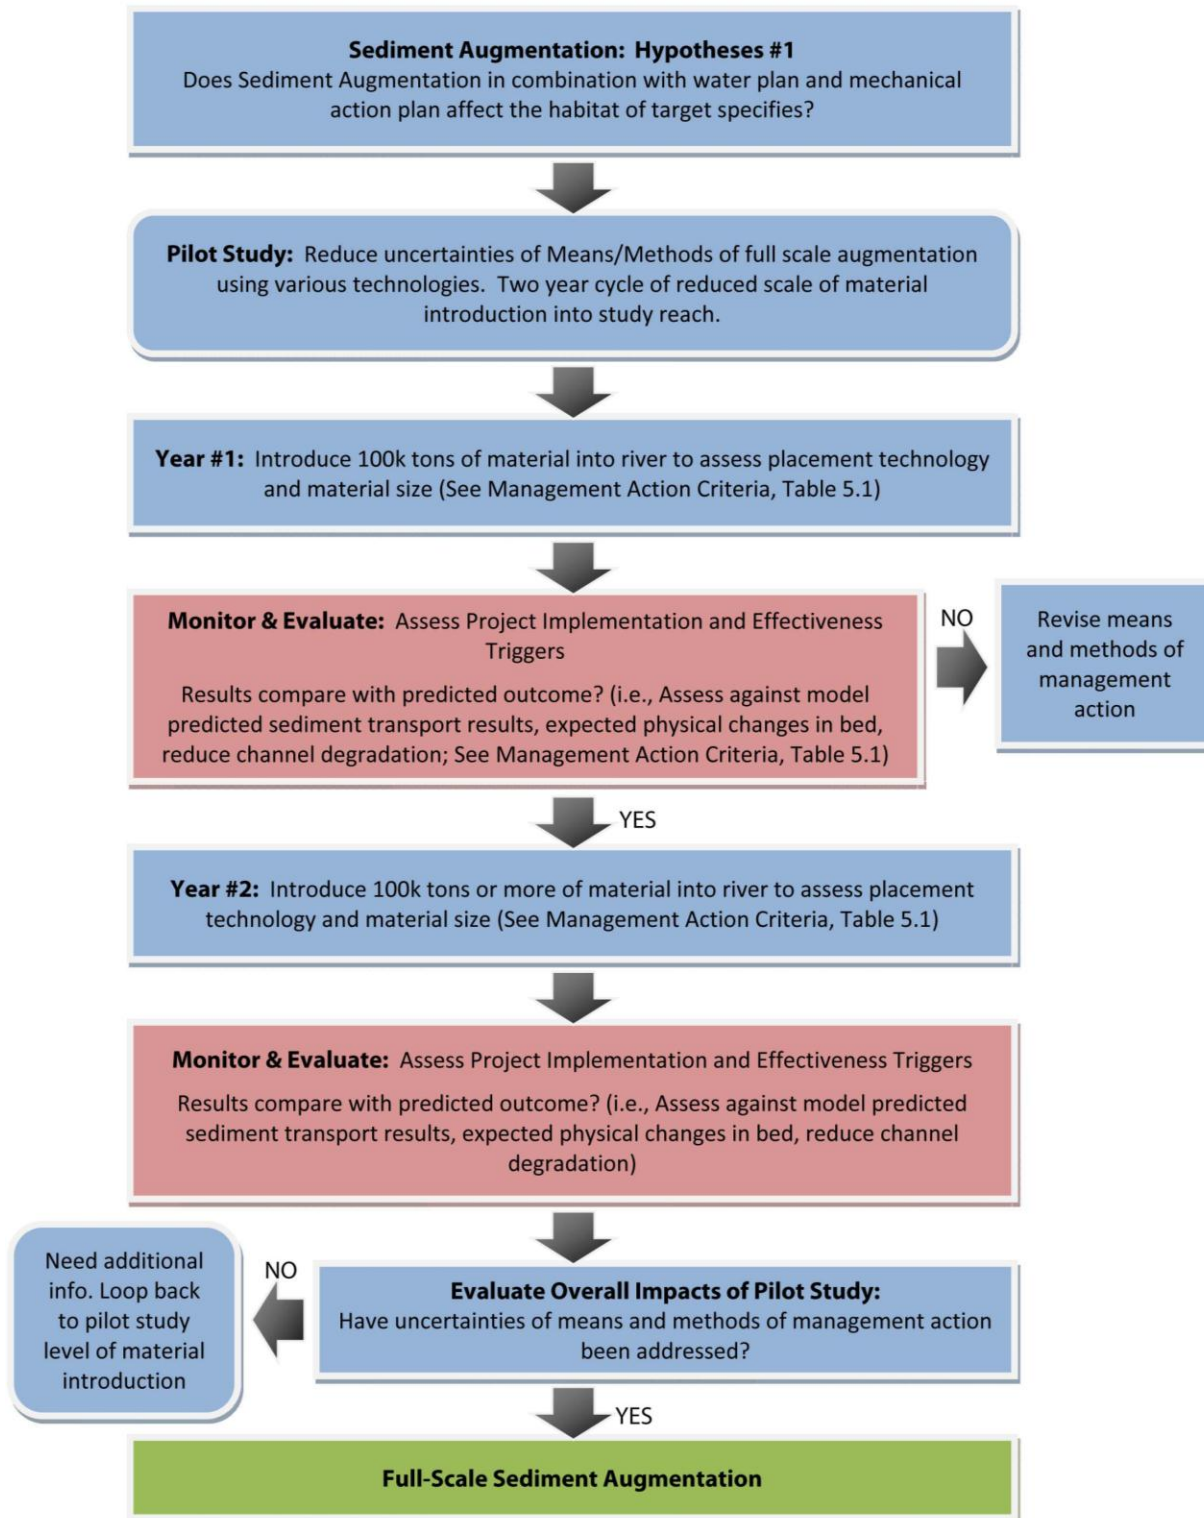 Sediment Augmentation: Hypotheses #1
Does Sediment Augmentation in combination with water plan and mechanical
action plan affect the habitat of target specifies?
Pilot Study: Reduce uncertainties of Means/Methods of full scale augmentation
using various technologies. Two year cycle of reduced scale of material
introduction into study reach.
Year #1: Introduce 100k tons of material into river to assess placement technology
and material size (See Management Action Criteria, Table 5.1)
Monitor & Evaluate: Assess Project Implementation and Effectiveness
Triggers
Results compare with predicted outcome? (i.e., Assess against model
predicted sediment transport results, expected physical changes in bed,
reduce channel degradation; See Management Action Criteria, Table 5.1)
NO
Revise means
and methods of
management
action
YES
Year #2: Introduce 100k tons or more of material into river to assess placement
technology and material size (See Management Action Criteria, Table 5.1)
Monitor & Evaluate: Assess Project Implementation and Effectiveness Triggers
Results compare with predicted outcome? (i.e., Assess against model predicted
sediment transport results, expected physical changes in bed, reduce channel
degradation)
Evaluate Overall Impacts of Pilot Study:
Have uncertainties of means and methods of management action
been addressed?
NO
Need additional
info. Loop back
to pilot study
level of material
introduction
YES
Full-Scale Sediment Augmentation